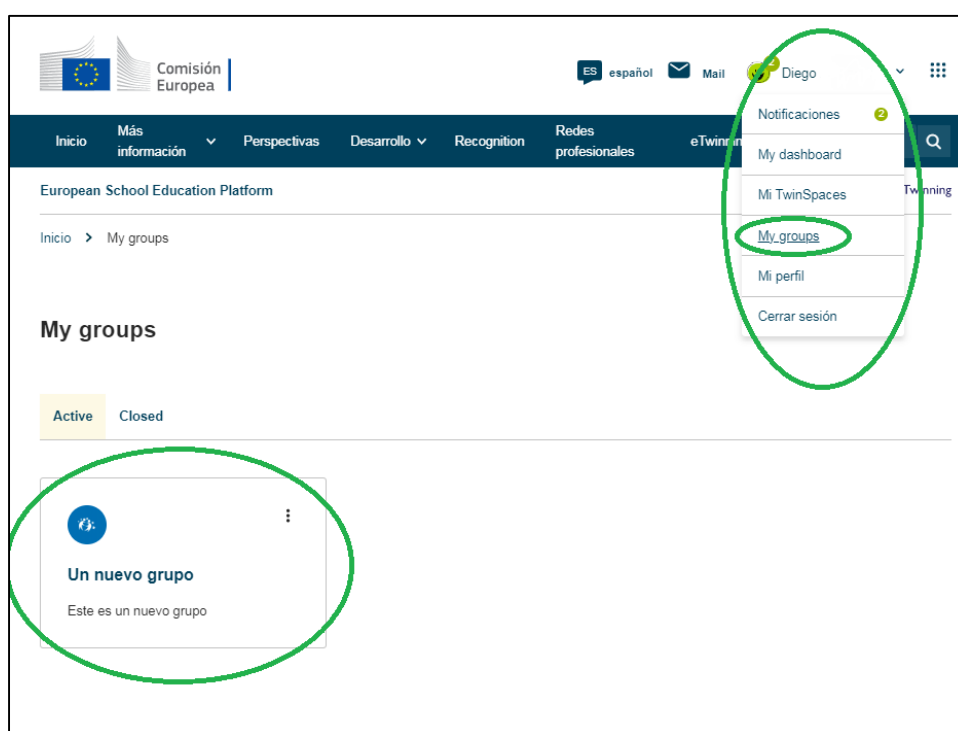 Comisión
Europea
ES español Mail Diego
Inicio Más información Perspectivas Desarrollo Recognition Redes profesionales
European School Education Platform
Notificaciones 2
My dashboard
Mi TwinSpaces
My groups
Mi perfil
Cerrar sesión
Inicio > My groups
My groups
Active Closed
Un nuevo grupo
Este es un nuevo grupo